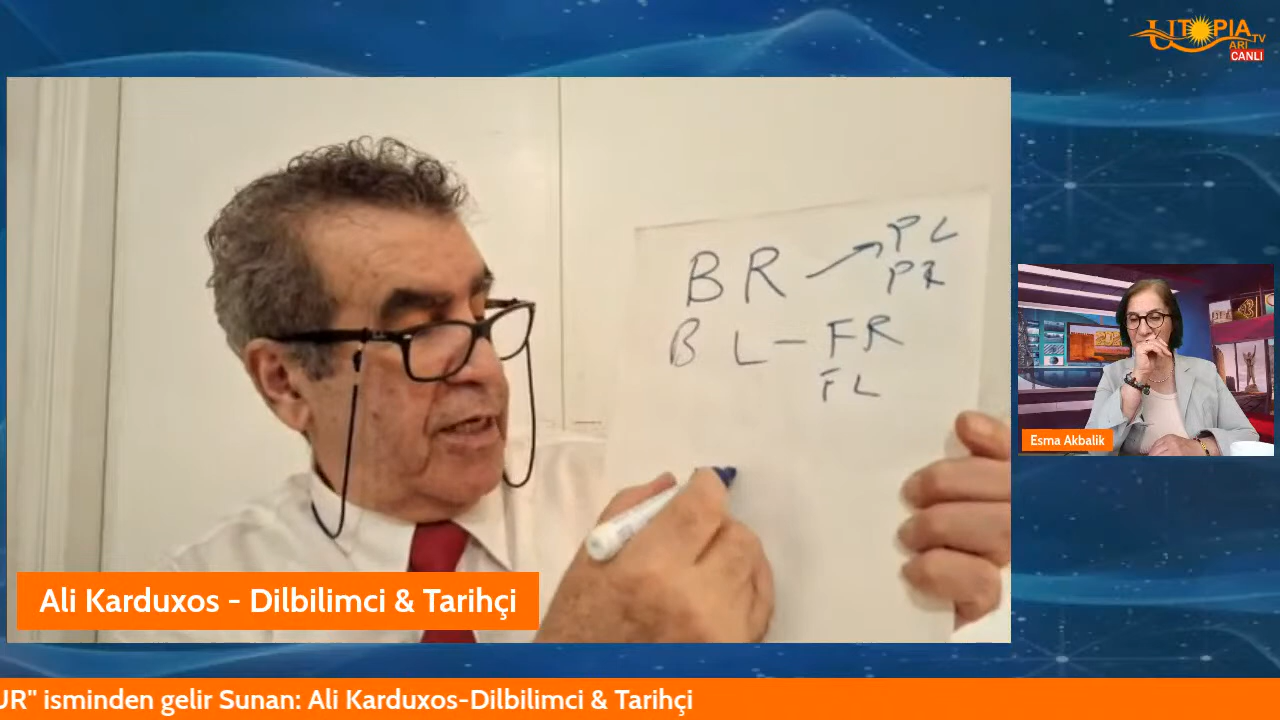 UTOPIA TV
ARİ
CANLI
BR → PL
PR
BL - FR
FL
Esma Akbalik
Ali Karduxos - Dilbilimci & Tarihçi
UR" isminden gelir Sunan: Ali Karduxos-Dilbilimci & Tarihçi